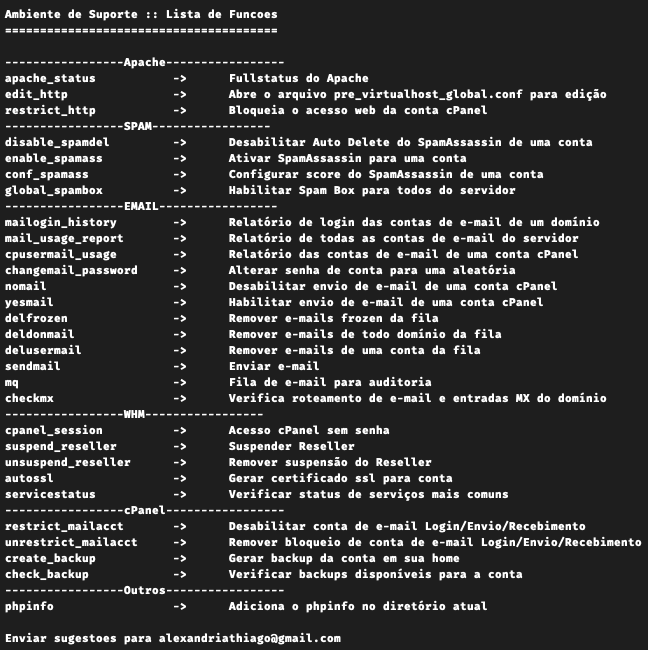 Ambiente de Suporte :: Lista de Funcoes
=======================================
-----------------Apache-----------------
apache_status -> Fullstatus do Apache
edit_http -> Abre o arquivo pre_virtualhost_global.conf para edição
restrict_http -> Bloqueia o acesso web da conta cPanel
-----------------SPAM-----------------
disable_spamdel -> Desabilitar Auto Delete do SpamAssassin de uma conta
enable_spamass -> Ativar SpamAssassin para uma conta
conf_spamass -> Configurar score do SpamAssassin de uma conta
global_spambox -> Habilitar Spam Box para todos do servidor
-----------------EMAIL-----------------
mailogin_history -> Relatório de login das contas de e-mail de um domínio
mail_usage_report -> Relatório de todas as contas de e-mail do servidor
cpusermail_usage -> Relatório das contas de e-mail de uma conta cPanel
changemail_password -> Alterar senha de conta para uma aleatória
nomail -> Desabilitar envio de e-mail de uma conta cPanel
yesmail -> Habilitar envio de e-mail de uma conta cPanel
delfrozen -> Remover e-mails frozen da fila
deldonmail -> Remover e-mails de todo domínio da fila
delusermail -> Remover e-mails de uma conta da fila
sendmail -> Enviar e-mail
mq -> Fila de e-mail para auditoria
checkmx -> Verifica roteamento de e-mail e entradas MX do domínio
-----------------WHM-----------------
cpanel_session -> Acesso cPanel sem senha
suspend_reseller -> Suspender Reseller
unsuspend_reseller -> Remover suspensão do Reseller
autossl -> Gerar certificado ssl para conta
servicestatus -> Verificar status de serviços mais comuns
-----------------cPanel-----------------
restrict_mailacct -> Desabilitar conta de e-mail Login/Envio/Recebimento
unrestrict_mailacct -> Remover bloqueio de conta de e-mail Login/Envio/Recebimento
create_backup -> Gerar backup da conta em sua home
check_backup -> Verificar backups disponíveis para a conta
-----------------Outros-----------------
phpinfo -> Adiciona o phpinfo no diretório atual
Enviar sugestoes para alexandriathiago@gmail.com